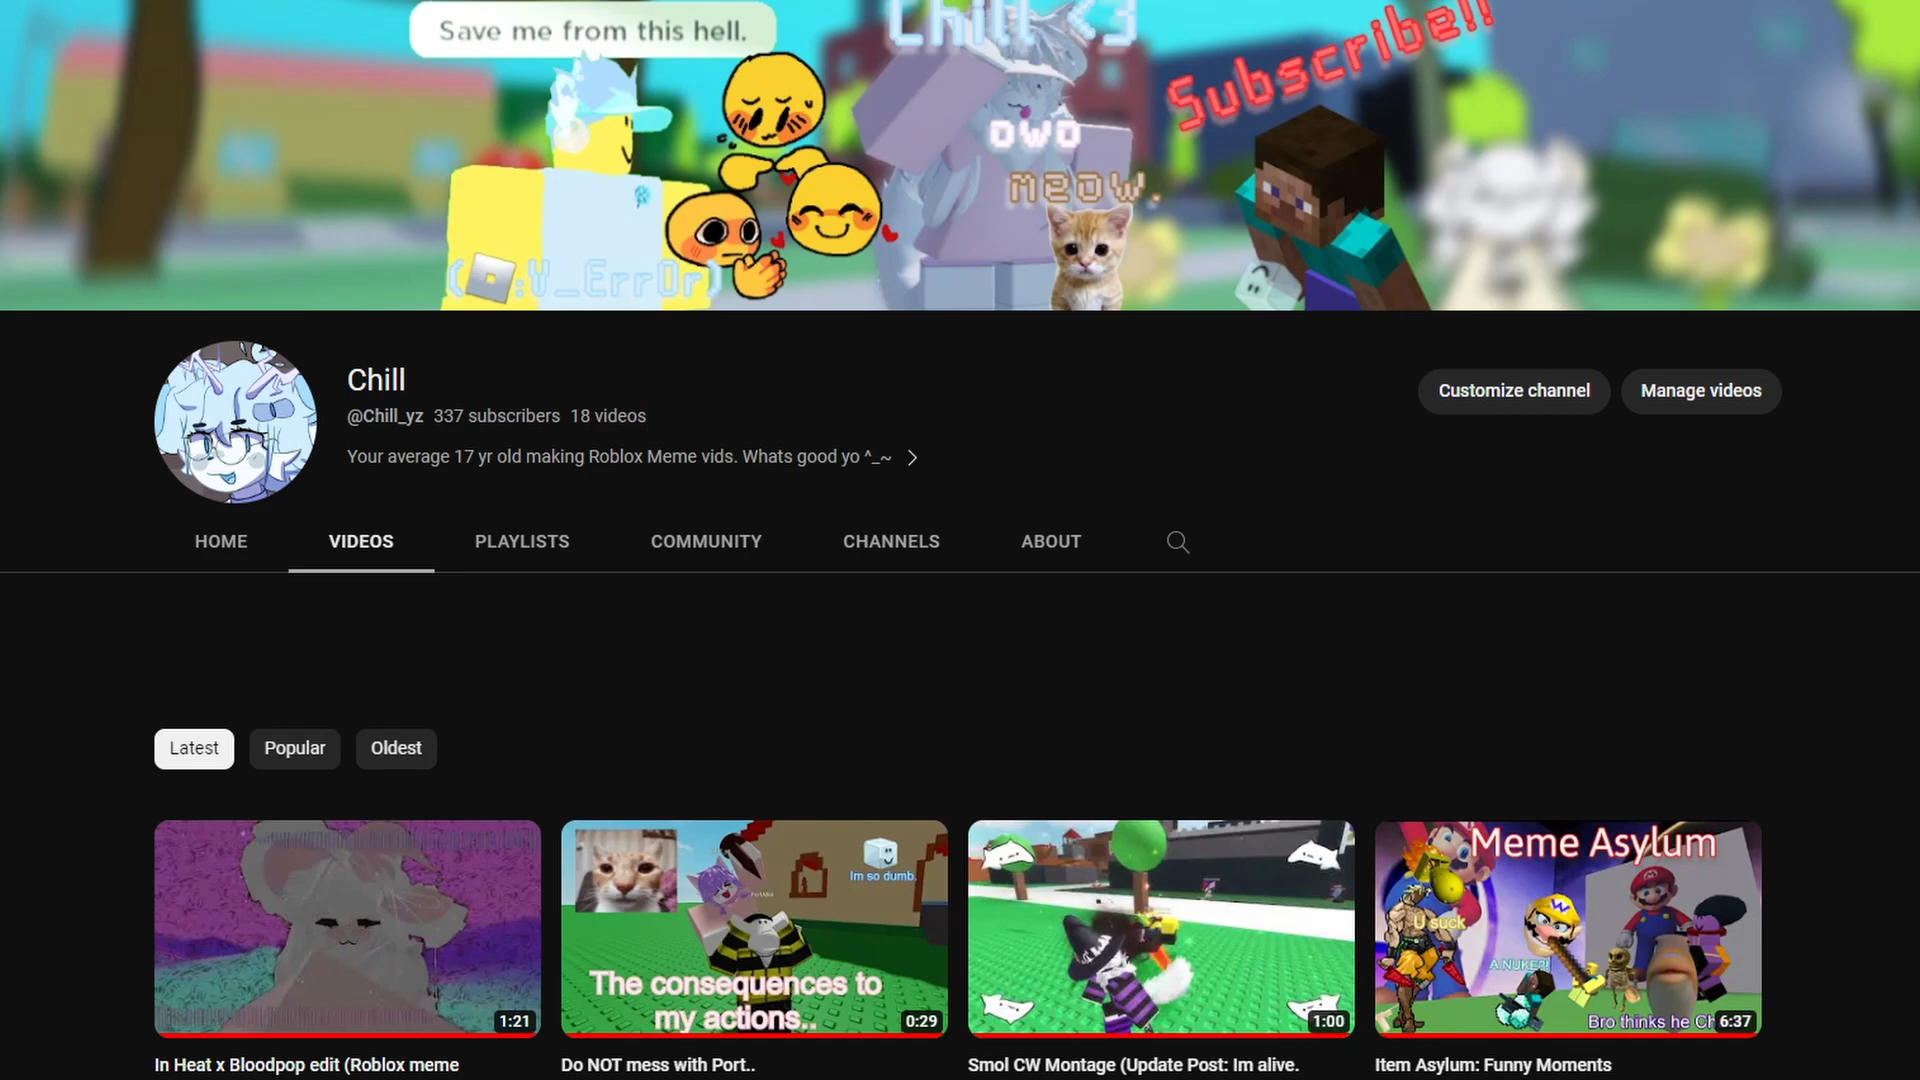 Save me from this hell.
Chill <3
Subscribe!!
owo
meow.
(:V_Err0r)
Chill
@Chill_yz 337 subscribers 18 videos
Your average 17 yr old making Roblox Meme vids. Whats good yo ^_~
Customize channel
Manage videos
HOME
VIDEOS
PLAYLISTS
COMMUNITY
CHANNELS
ABOUT
Latest
Popular
Oldest
1:21
Im so dumb.
The consequences to
my actions..
0:29
1:00
Meme Asylum
U suck
A NUKE?!
Bro thinks he Ch
6:37
In Heat x Bloodpop edit (Roblox meme
Do NOT mess with Port..
Smol CW Montage (Update Post: Im alive.
Item Asylum: Funny Moments